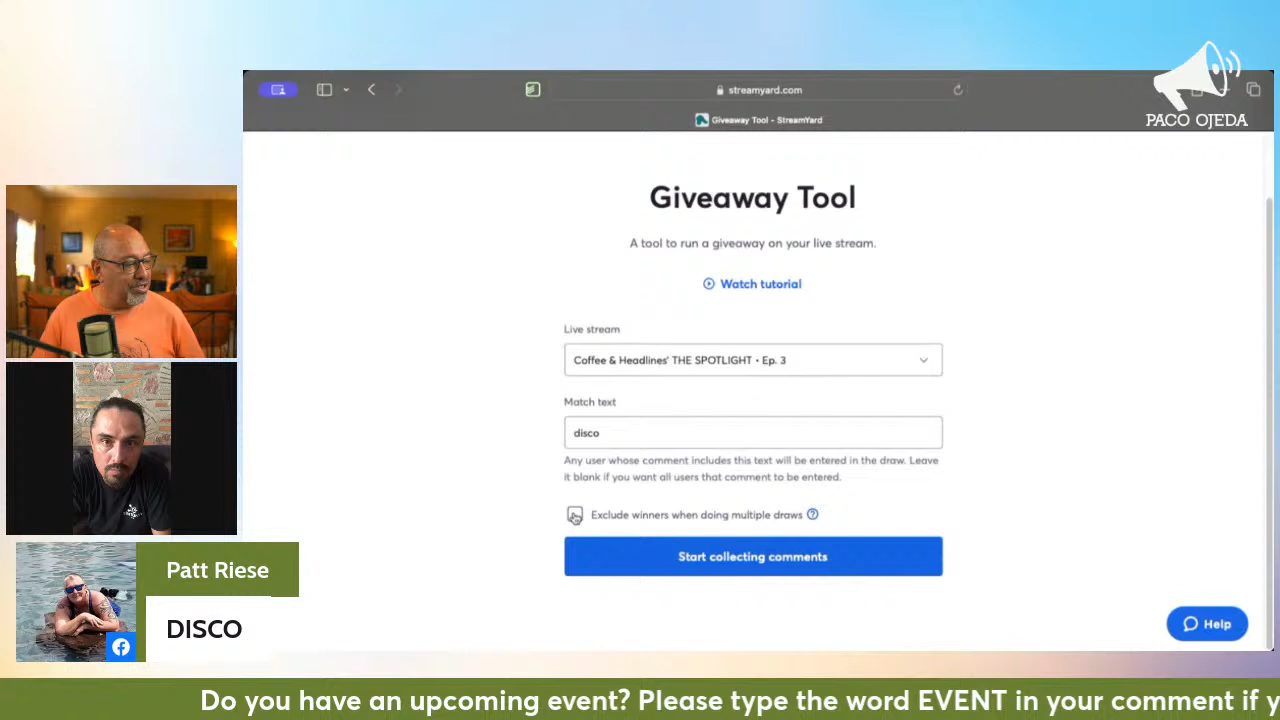 streamyard.com
Giveaway Tool - StreamYard
PACO OJEDA
Giveaway Tool
A tool to run a giveaway on your live stream.
Watch tutorial
Live stream
Coffee & Headlines' THE SPOTLIGHT • Ep. 3
Match text
disco
Any user whose comment includes this text will be entered in the draw. Leave
it blank if you want all users that comment to be entered.
Exclude winners when doing multiple draws
Start collecting comments
Help
Patt Riese
DISCO
Do you have an upcoming event? Please type the word EVENT in your comment if y